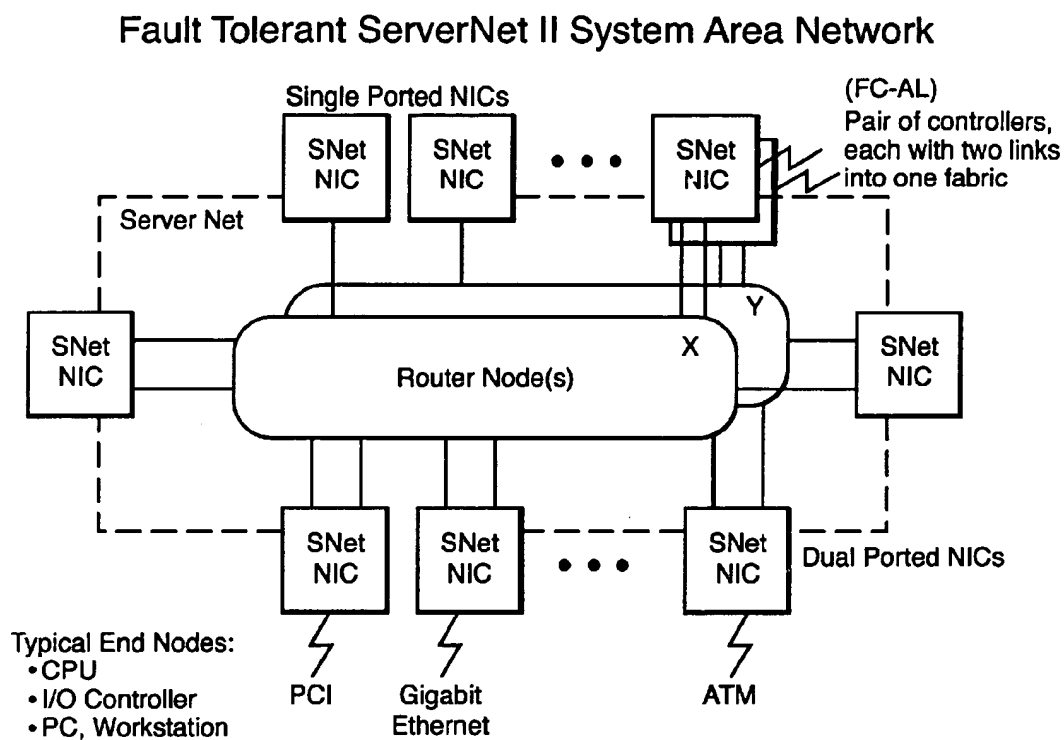 Fault Tolerant ServerNet II System Area Network
(FC-AL)
Pair of controllers,
each with two links
into one fabric
Single Ported NICs
SNet
NIC
SNet
NIC
• • •
SNet
NIC
Server Net
Y
X
SNet
NIC
Router Node(s)
SNet
NIC
SNet
NIC
SNet
NIC
• • •
SNet
NIC
Dual Ported NICs
Typical End Nodes:
• CPU
• I/O Controller
• PC, Workstation
PCI
Gigabit
Ethernet
ATM